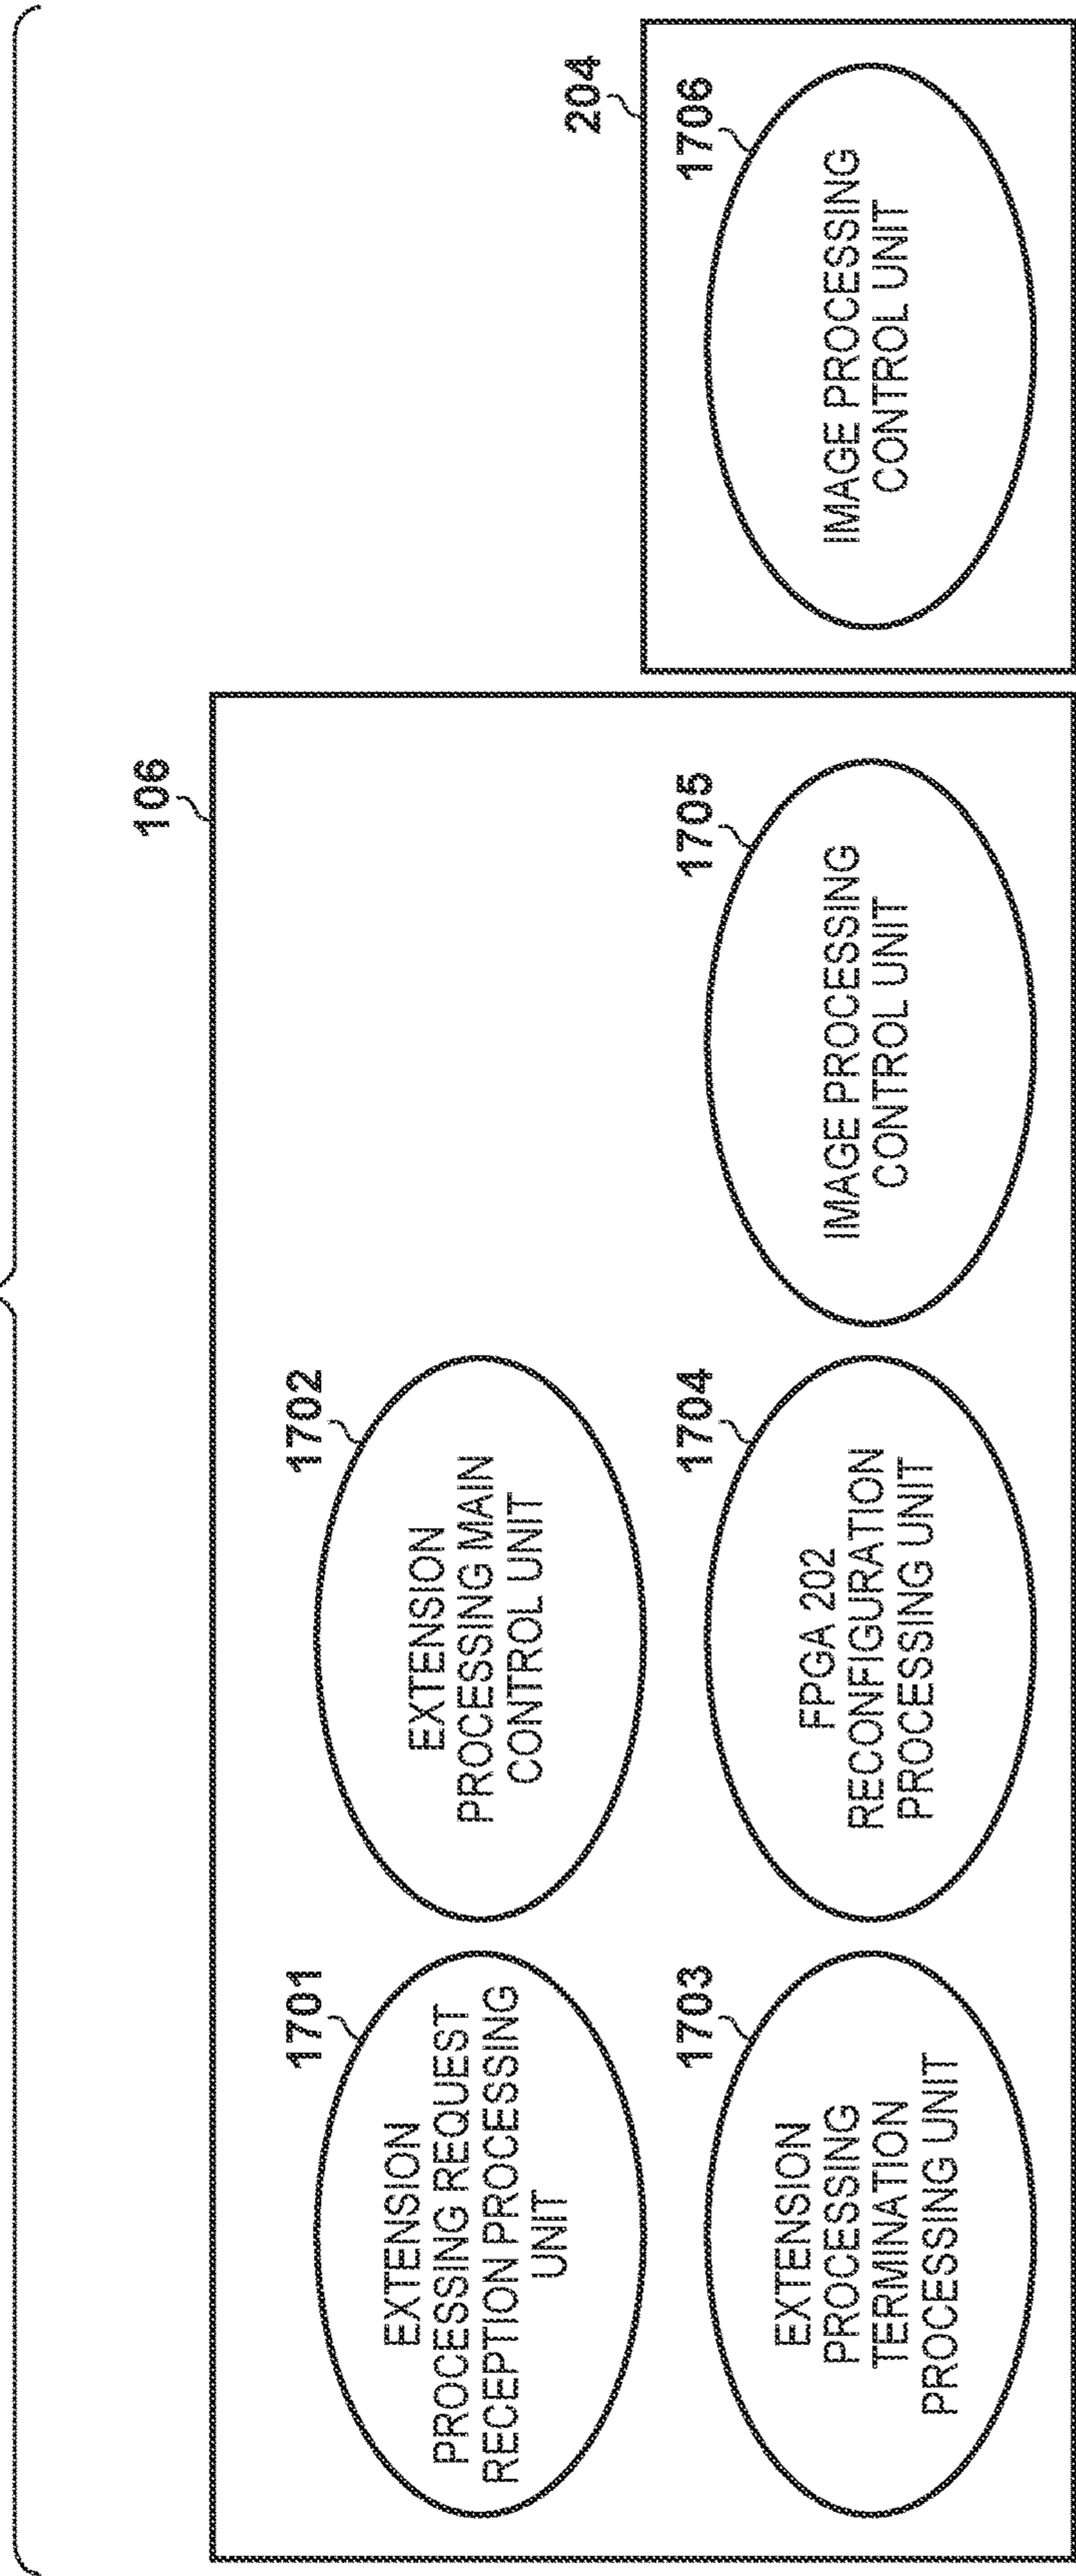 106
1701
EXTENSION
PROCESSING REQUEST
RECEPTION PROCESSING
UNIT
1702
EXTENSION
PROCESSING MAIN
CONTROL UNIT
1703
EXTENSION
PROCESSING
TERMINATION
PROCESSING UNIT
1704
FPGA 202
RECONFIGURATION
PROCESSING UNIT
1705
IMAGE PROCESSING
CONTROL UNIT
204
1706
IMAGE PROCESSING
CONTROL UNIT